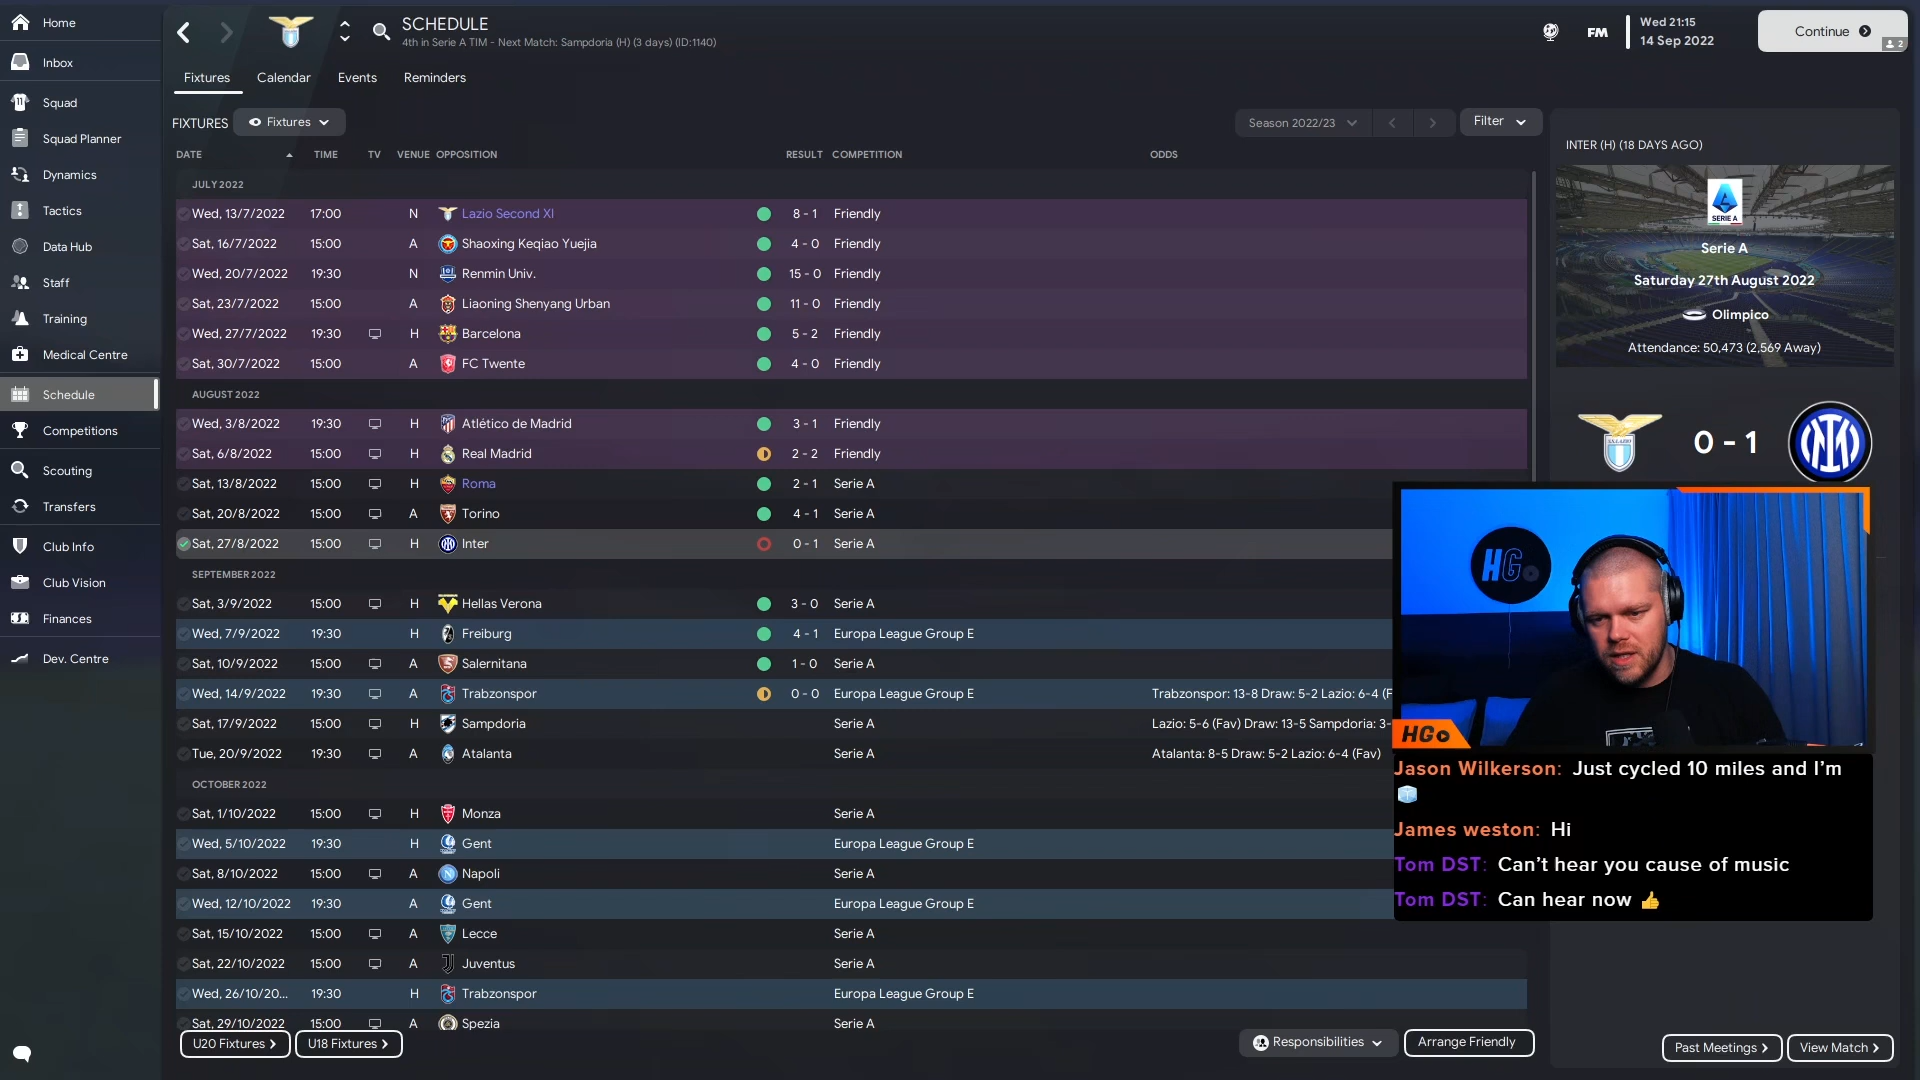 Home
Inbox
Squad
Squad Planner
Dynamics
Tactics
Data Hub
Staff
Training
Medical Centre
Schedule
Competitions
Scouting
Transfers
Club Info
Club Vision
Finances
Dev. Centre
SCHEDULE
4th in Serie A TIM - Next Match: Sampdoria (H) (3 days) (ID:1140)
FM
Wed 21:15
14 Sep 2022
Continue
2
Fixtures Calendar Events Reminders
FIXTURES Fixtures Season 2022/23 Filter
DATE TIME TV VENUE OPPOSITION RESULT COMPETITION ODDS
JULY 2022
Wed, 13/7/2022 17:00 N Lazio Second XI 8 - 1 Friendly
Sat, 16/7/2022 15:00 A Shaoxing Keqiao Yuejia 4 - 0 Friendly
Wed, 20/7/2022 19:30 N Renmin Univ. 15 - 0 Friendly
Sat, 23/7/2022 15:00 A Liaoning Shenyang Urban 11 - 0 Friendly
Wed, 27/7/2022 19:30 H Barcelona 5 - 2 Friendly
Sat, 30/7/2022 15:00 A FC Twente 4 - 0 Friendly
AUGUST 2022
Wed, 3/8/2022 19:30 H Atlético de Madrid 3 - 1 Friendly
Sat, 6/8/2022 15:00 H Real Madrid 2 - 2 Friendly
Sat, 13/8/2022 15:00 H Roma 2 - 1 Serie A
Sat, 20/8/2022 15:00 A Torino 4 - 1 Serie A
Sat, 27/8/2022 15:00 H Inter 0 - 1 Serie A
SEPTEMBER 2022
Sat, 3/9/2022 15:00 H Hellas Verona 3 - 0 Serie A
Wed, 7/9/2022 19:30 H Freiburg 4 - 1 Europa League Group E
Sat, 10/9/2022 15:00 A Salernitana 1 - 0 Serie A
Wed, 14/9/2022 19:30 A Trabzonspor 0 - 0 Europa League Group E Trabzonspor: 13-8 Draw: 5-2 Lazio: 6-4 (F
Sat, 17/9/2022 15:00 H Sampdoria Serie A Lazio: 5-6 (Fav) Draw: 13-5 Sampdoria: 3-
Tue, 20/9/2022 19:30 A Atalanta Serie A Atalanta: 8-5 Draw: 5-2 Lazio: 6-4 (Fav)
OCTOBER 2022
Sat, 1/10/2022 15:00 H Monza Serie A
Wed, 5/10/2022 19:30 H Gent Europa League Group E
Sat, 8/10/2022 15:00 A Napoli Serie A
Wed, 12/10/2022 19:30 A Gent Europa League Group E
Sat, 15/10/2022 15:00 A Lecce Serie A
Sat, 22/10/2022 15:00 A Juventus Serie A
Wed, 26/10/20... 19:30 H Trabzonspor Europa League Group E
Sat, 29/10/2022 15:00 A Spezia Serie A
U20 Fixtures U18 Fixtures Responsibilities Arrange Friendly
INTER (H) (18 DAYS AGO)
SERIE A
Serie A
Saturday 27th August 2022
Olimpico
Attendance: 50,473 (2,569 Away)
0 - 1
HG
HG
Jason Wilkerson: Just cycled 10 miles and I'm 🧊
James weston: Hi
Tom DST: Can't hear you cause of music
Tom DST: Can hear now 👍
Past Meetings View Match